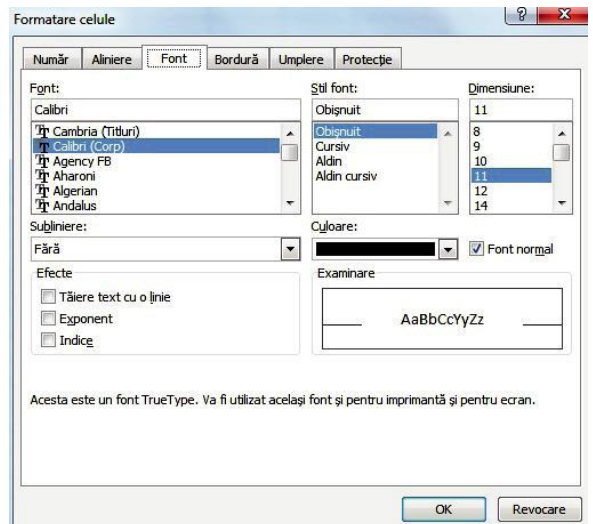 Formatare celule
Număr Aliniere Font Bordură Umplere Protecție
Font: Stil font: Dimensiune:
Calibri Obișnuit 11
Cambria (Titluri) Obișnuit 8
Calibri (Corp) Cursiv 9
Agency FB Aldin 10
Aharoni Aldin cursiv 11
Algerian 12
Andalus 14
Subliniere: Culoare:
Fără Font normal
Efecte Examinare
Tăiere text cu o linie
Exponent AaBbCcYyZz
Indice
Acesta este un font TrueType. Va fi utilizat același font și pentru imprimantă și pentru ecran.
OK Revocare